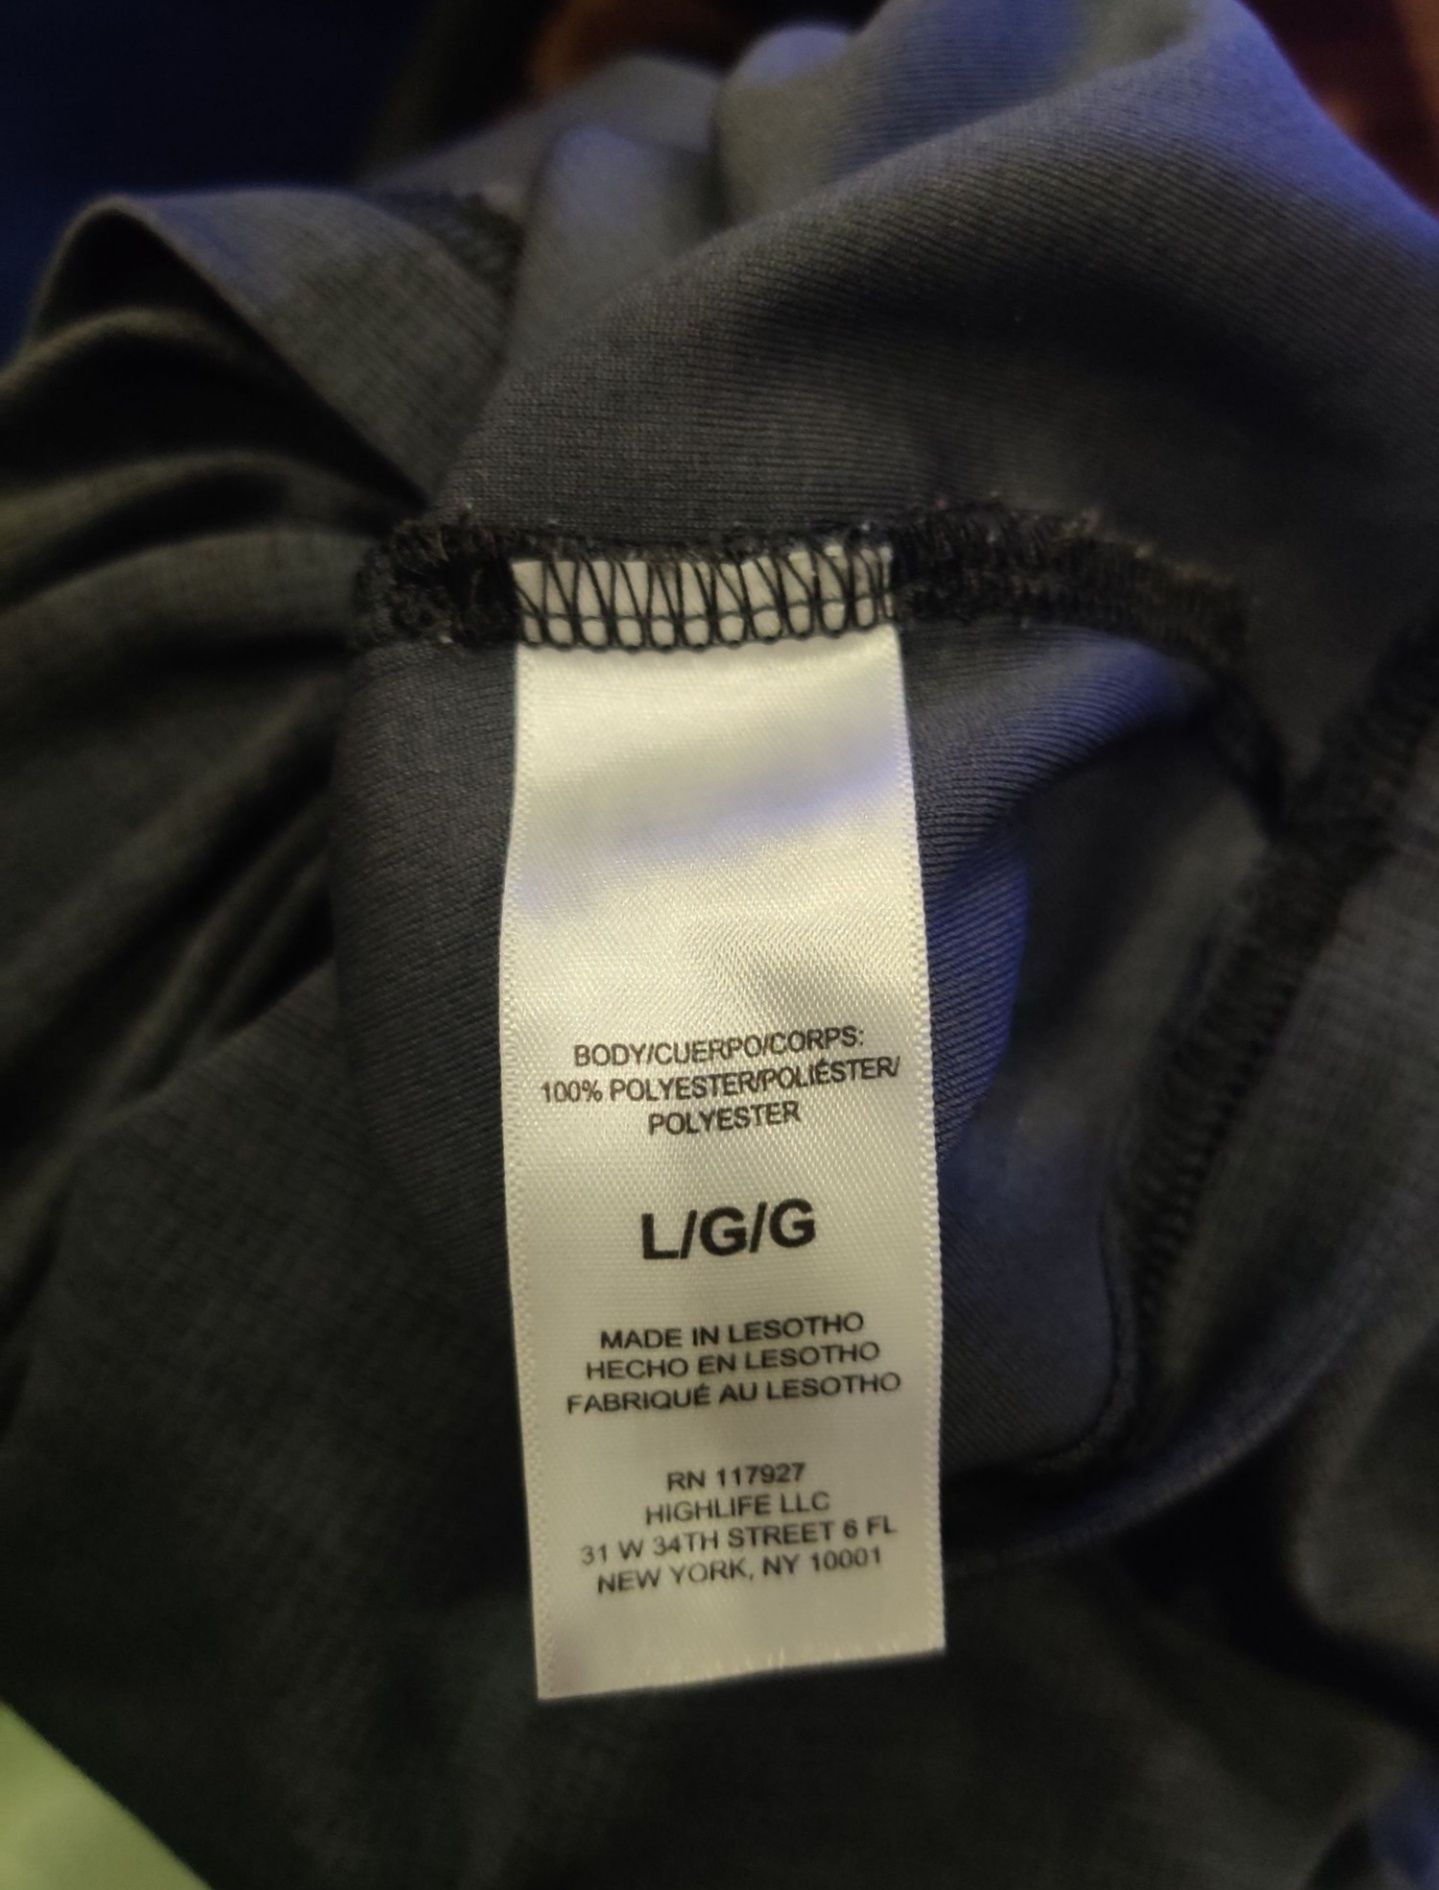 BODY/CUERPO/CORPS:
100% POLYESTER/POLIÉSTER/
POLYESTER
L/G/G
MADE IN LESOTHO
HECHO EN LESOTHO
FABRIQUÉ AU LESOTHO
RN 117927
HIGHLIFE LLC
31 W 34TH STREET 6 FL
NEW YORK, NY 10001